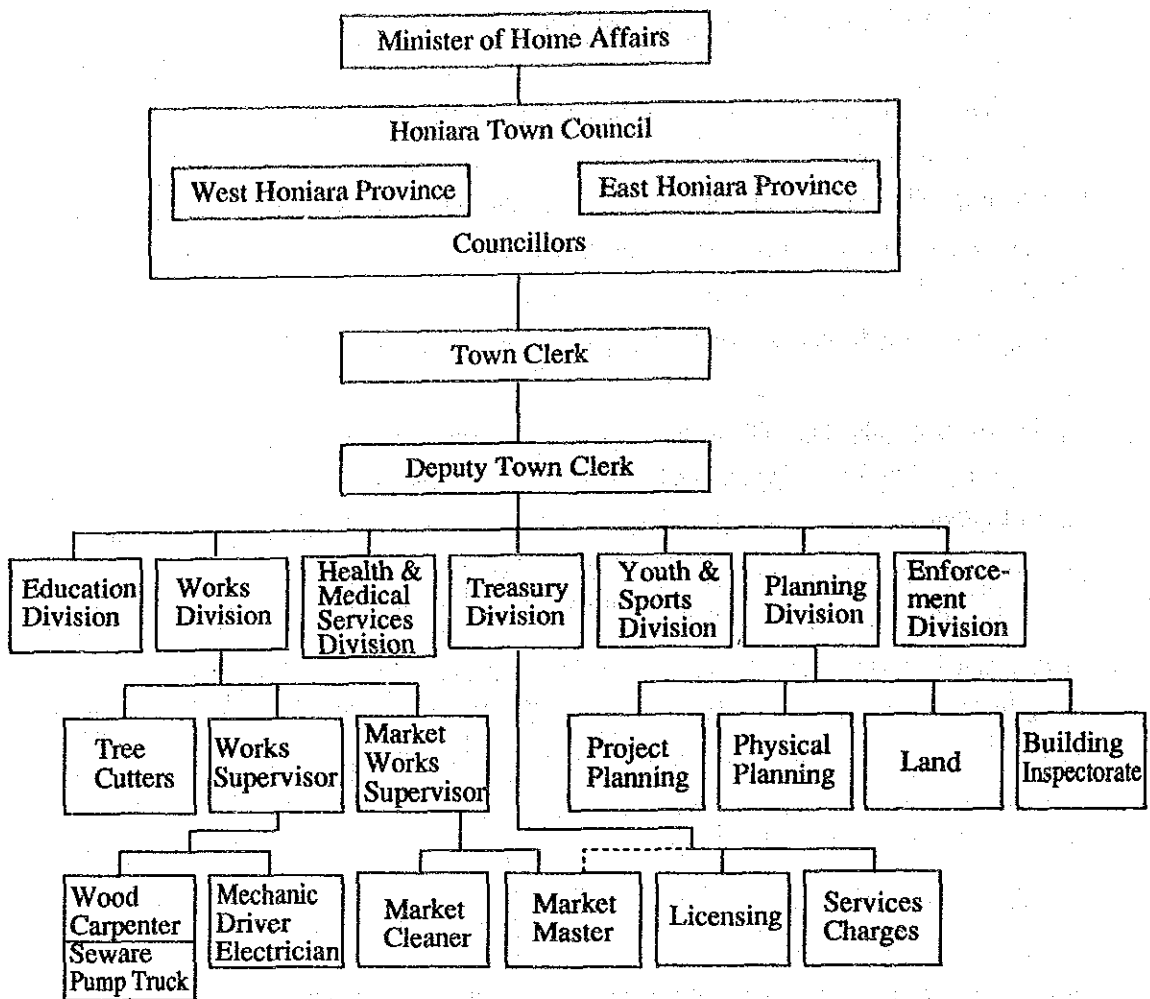 Minister of Home Affairs
Honiara Town Council
West Honiara Province
East Honiara Province
Councillors
Town Clerk
Deputy Town Clerk
Education
Division
Works
Division
Health &
Medical
Services
Division
Treasury
Division
Youth &
Sports
Division
Planning
Division
Enforce-
ment
Division
Tree
Cutters
Works
Supervisor
Market
Works
Supervisor
Project
Planning
Physical
Planning
Land
Building
Inspectorate
Wood
Carpenter
Seware
Pump Truck
Mechanic
Driver
Electrician
Market
Cleaner
Market
Master
Licensing
Services
Charges